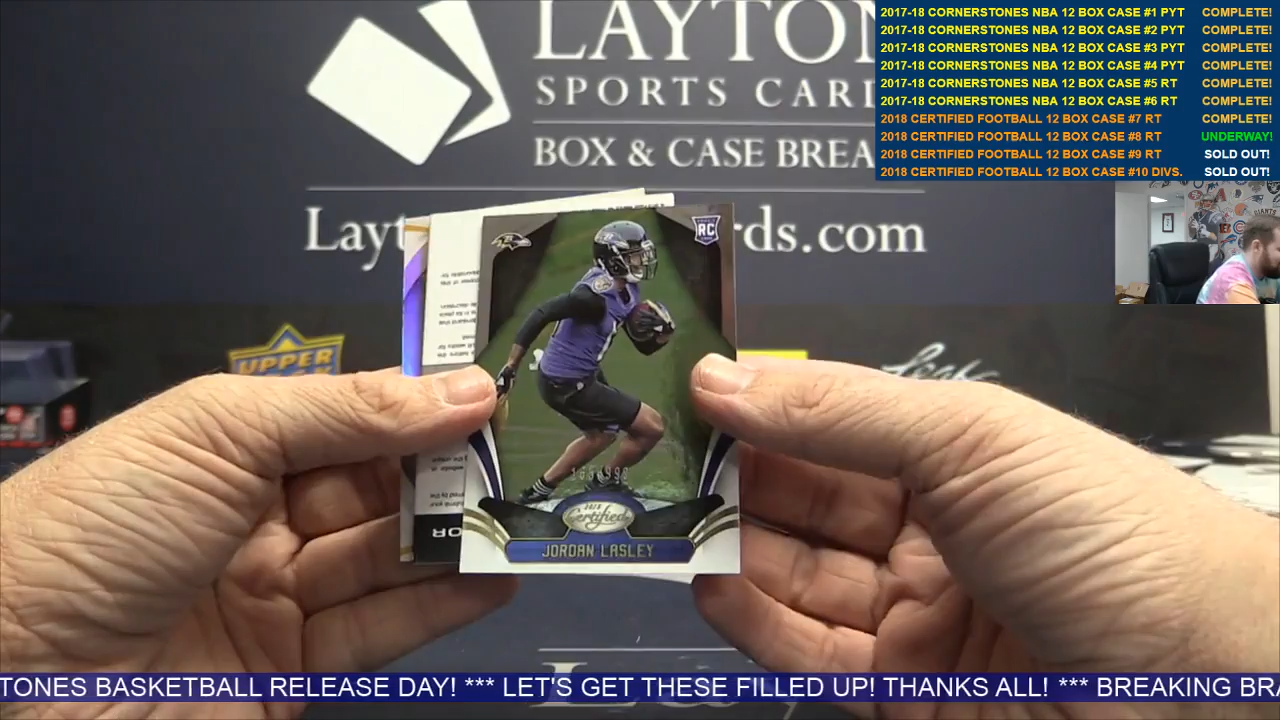 2017-18 CORNERSTONES NBA 12 BOX CASE #1 PYT COMPLETE!
2017-18 CORNERSTONES NBA 12 BOX CASE #2 PYT COMPLETE!
2017-18 CORNERSTONES NBA 12 BOX CASE #3 PYT COMPLETE!
2017-18 CORNERSTONES NBA 12 BOX CASE #4 PYT COMPLETE!
2017-18 CORNERSTONES NBA 12 BOX CASE #5 RT COMPLETE!
2017-18 CORNERSTONES NBA 12 BOX CASE #6 RT COMPLETE!
2018 CERTIFIED FOOTBALL 12 BOX CASE #7 RT COMPLETE!
2018 CERTIFIED FOOTBALL 12 BOX CASE #8 RT UNDERWAY!
2018 CERTIFIED FOOTBALL 12 BOX CASE #9 RT SOLD OUT!
2018 CERTIFIED FOOTBALL 12 BOX CASE #10 DIVS. SOLD OUT!
LAYTON
SPORTS CARD
BOX & CASE BREA
Layt rds.com
RC
UPPER
Leaf
Certified
JORDAN LASLEY
TONES BASKETBALL RELEASE DAY! *** LET'S GET THESE FILLED UP! THANKS ALL! *** BREAKING BRA